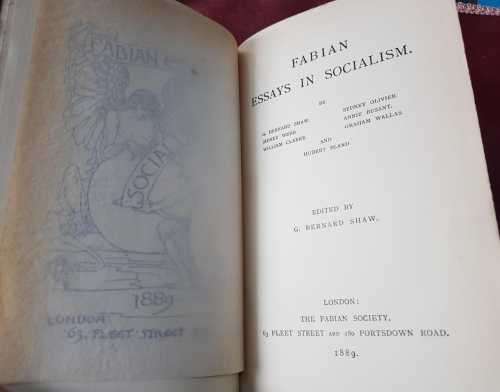 FABIAN
SOCIAL
1889
LONDON:
63 FLEET STREET
FABIAN
ESSAYS IN SOCIALISM.
BY
G. BERNARD SHAW. SYDNEY OLIVIER.
SIDNEY WEBB. ANNIE BESANT.
WILLIAM CLARKE. GRAHAM WALLAS.
AND
HUBERT BLAND.
EDITED BY
G. BERNARD SHAW.
LONDON:
THE FABIAN SOCIETY,
63 FLEET STREET AND 180 PORTSDOWN ROAD.
1889.